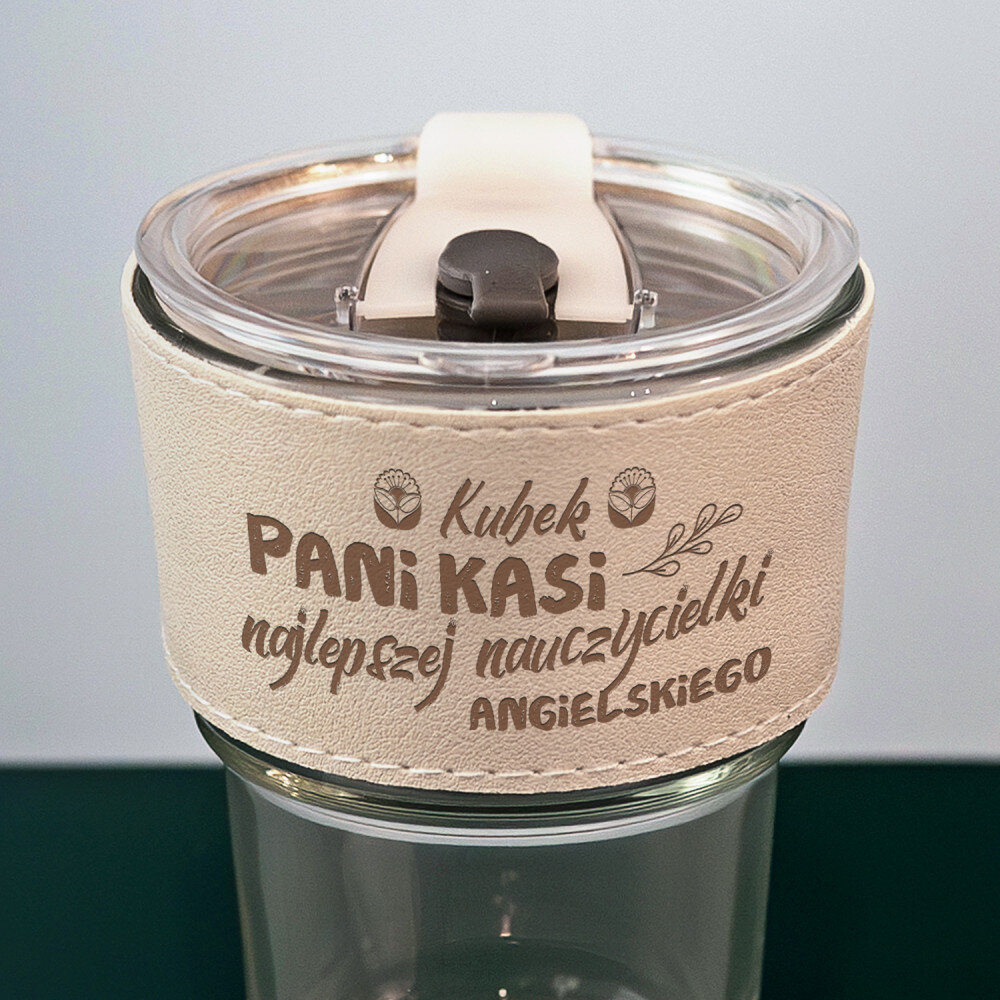 Kubek
PANi KASi
najlepszej nauczycielki
ANGiELSKiEGO